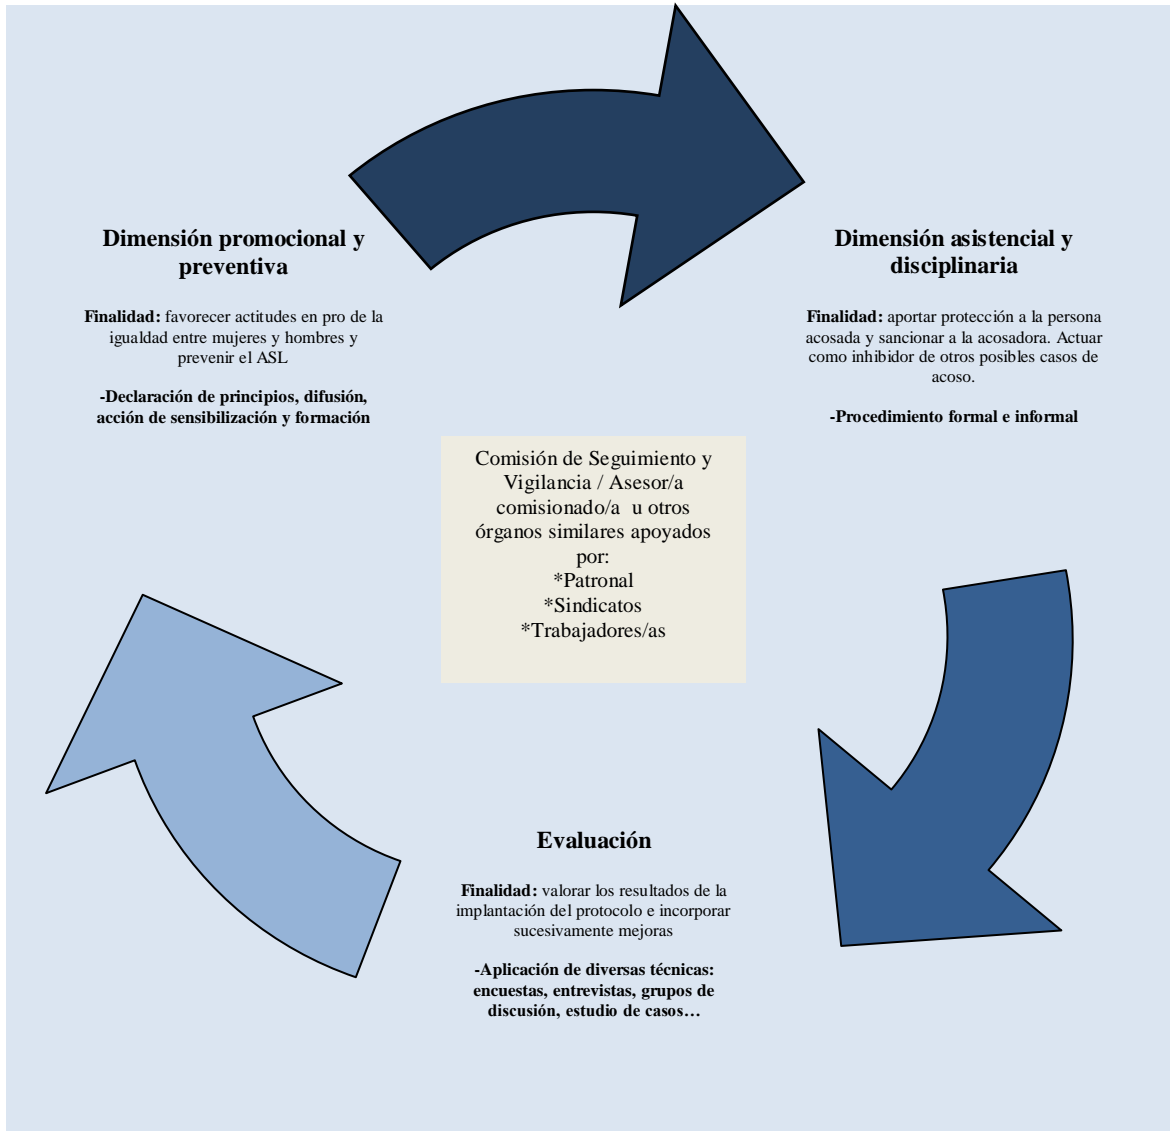 Dimensión promocional y
preventiva
Finalidad: favorecer actitudes en pro de la
igualdad entre mujeres y hombres y
prevenir el ASL
-Declaración de principios, difusión,
acción de sensibilización y formación
Dimensión asistencial y
disciplinaria
Finalidad: aportar protección a la persona
acosada y sancionar a la acosadora. Actuar
como inhibidor de otros posibles casos de
acoso.
-Procedimiento formal e informal
Comisión de Seguimiento y
Vigilancia / Asesor/a
comisionado/a  u otros
órganos similares apoyados
por:
*Patronal
*Sindicatos
*Trabajadores/as
Evaluación
Finalidad: valorar los resultados de la
implantación del protocolo e incorporar
sucesivamente mejoras
-Aplicación de diversas técnicas:
encuestas, entrevistas, grupos de
discusión, estudio de casos…